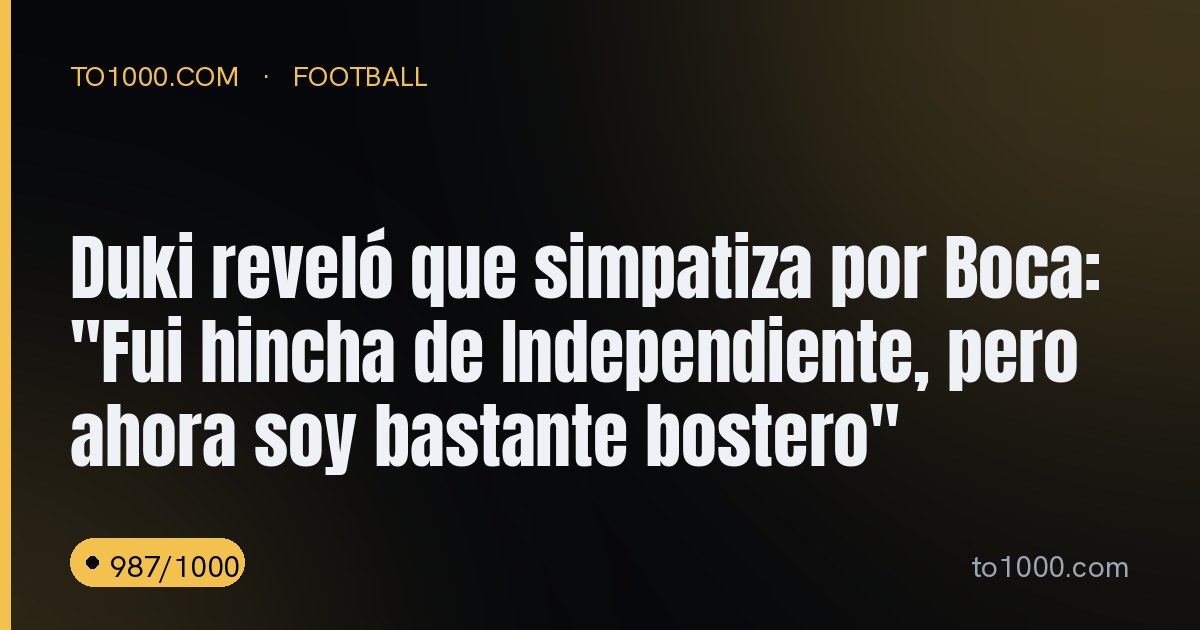 TO1000.COM · FOOTBALL
Duki reveló que simpatiza por Boca:
"Fui hincha de Independiente, pero
ahora soy bastante bostero"
987/1000
to1000.com